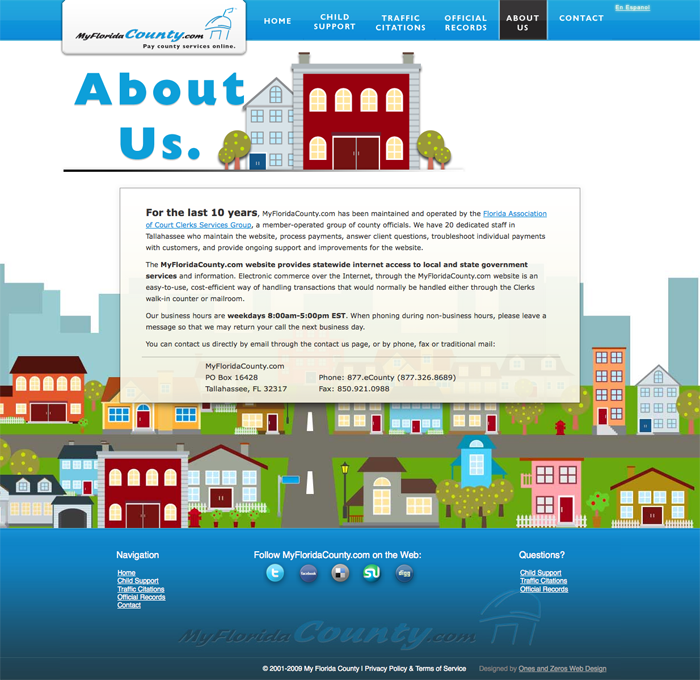 MyFloridaCounty.com
Pay county services online.
HOME
CHILD
SUPPORT
TRAFFIC
CITATIONS
OFFICIAL
RECORDS
ABOUT
US
CONTACT
En Espanol
About
Us.
For the last 10 years, MyFloridaCounty.com has been maintained and operated by the Florida Association
of Court Clerks Services Group, a member-operated group of county officials. We have 20 dedicated staff in
Tallahassee who maintain the website, process payments, answer client questions, troubleshoot individual payments
with customers, and provide ongoing support and improvements for the website.
The MyFloridaCounty.com website provides statewide internet access to local and state government
services and information. Electronic commerce over the Internet, through the MyFloridaCounty.com website is an
easy-to-use, cost-efficient way of handling transactions that would normally be handled either through the Clerks
walk-in counter or mailroom.
Our business hours are weekdays 8:00am-5:00pm EST. When phoning during non-business hours, please leave a
message so that we may return your call the next business day.
You can contact us directly by email through the contact us page, or by phone, fax or traditional mail:
MyFloridaCounty.com
PO Box 16428
Tallahassee, FL 32317
Phone: 877.eCounty (877.326.8689)
Fax: 850.921.0988
Navigation
Home
Child Support
Traffic Citations
Official Records
Contact
Follow MyFloridaCounty.com on the Web:
facebook
digg
Questions?
Child Support
Traffic Citations
Official Records
MyFloridaCounty.com
© 2001-2009 My Florida County I Privacy Policy & Terms of Service
Designed by Ones and Zeros Web Design